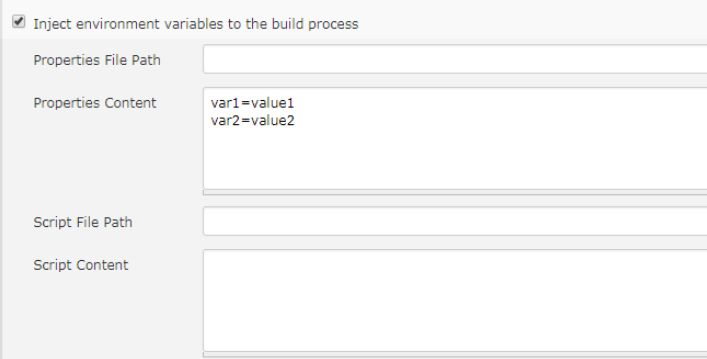 Inject environment variables to the build process
Properties File Path
Properties Content
var1=value1
var2=value2
Script File Path
Script Content